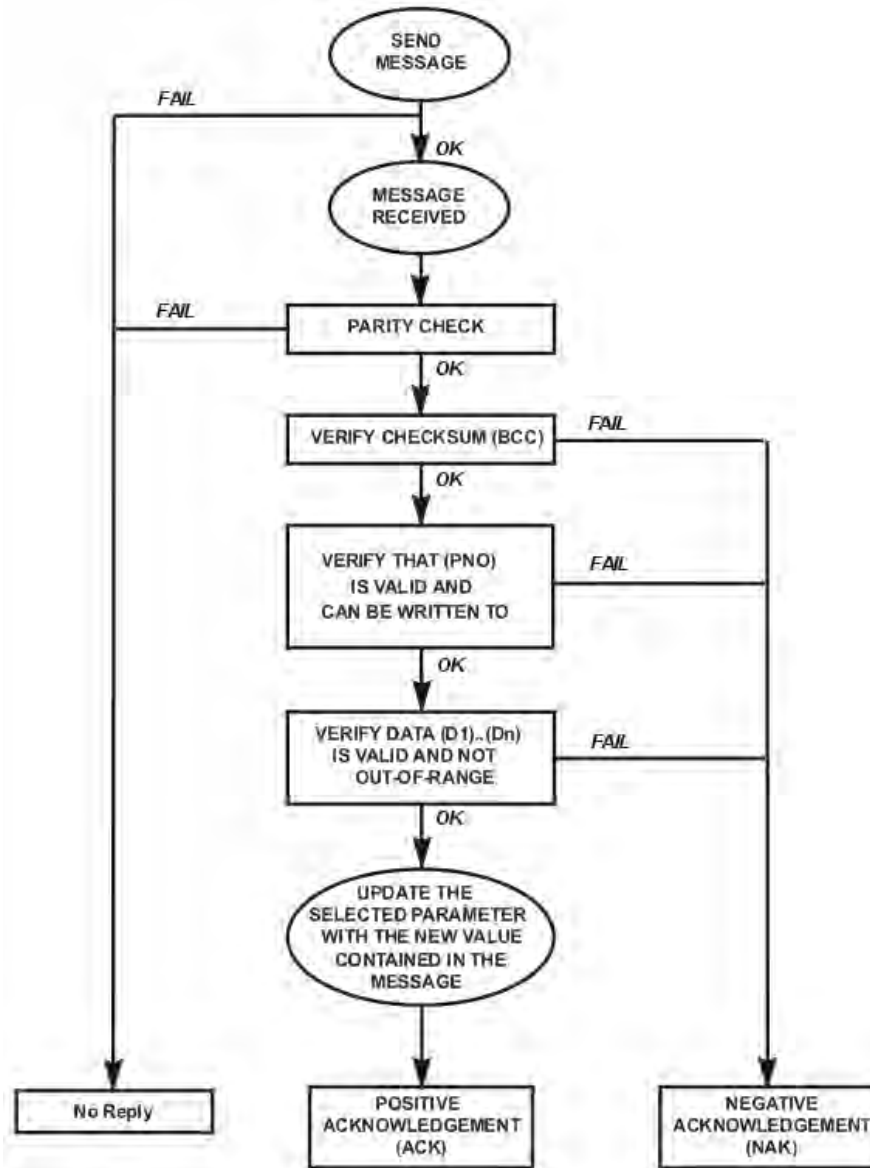 SEND
MESSAGE
FAIL
OK
MESSAGE
RECEIVED
FAIL
PARITY CHECK
OK
VERIFY CHECKSUM (BCC)
FAIL
OK
VERIFY THAT (PNO)
IS VALID AND
CAN BE WRITTEN TO
FAIL
OK
VERIFY DATA (D1)..(Dn)
IS VALID AND NOT
OUT-OF-RANGE
FAIL
OK
UPDATE THE
SELECTED PARAMETER
WITH THE NEW VALUE
CONTAINED IN THE
MESSAGE
No Reply
POSITIVE
ACKNOWLEDGEMENT
(ACK)
NEGATIVE
ACKNOWLEDGEMENT
(NAK)